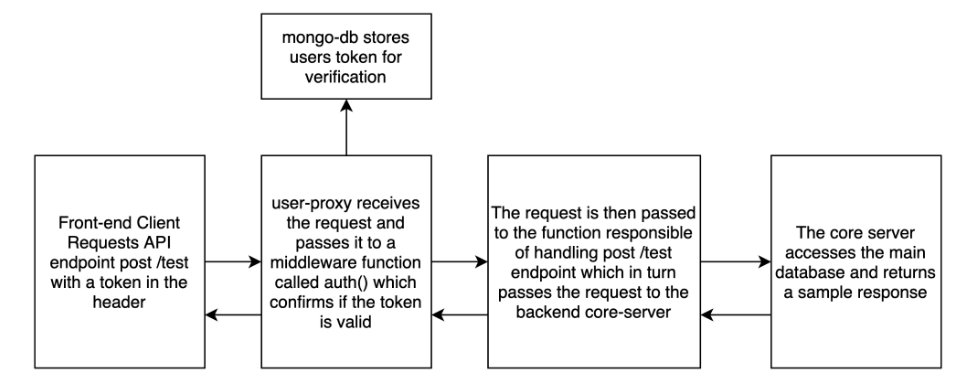 mongo-db stores
users token for
verification
Front-end Client
Requests API
endpoint post /test
with a token in the
header
user-proxy receives
the request and
passes it to a
middleware function
called auth() which
confirms if the token
is valid
The request is then passed
to the function responsible
of handling post /test
endpoint which in turn
passes the request to the
backend core-server
The core server
accesses the main
database and returns
a sample response